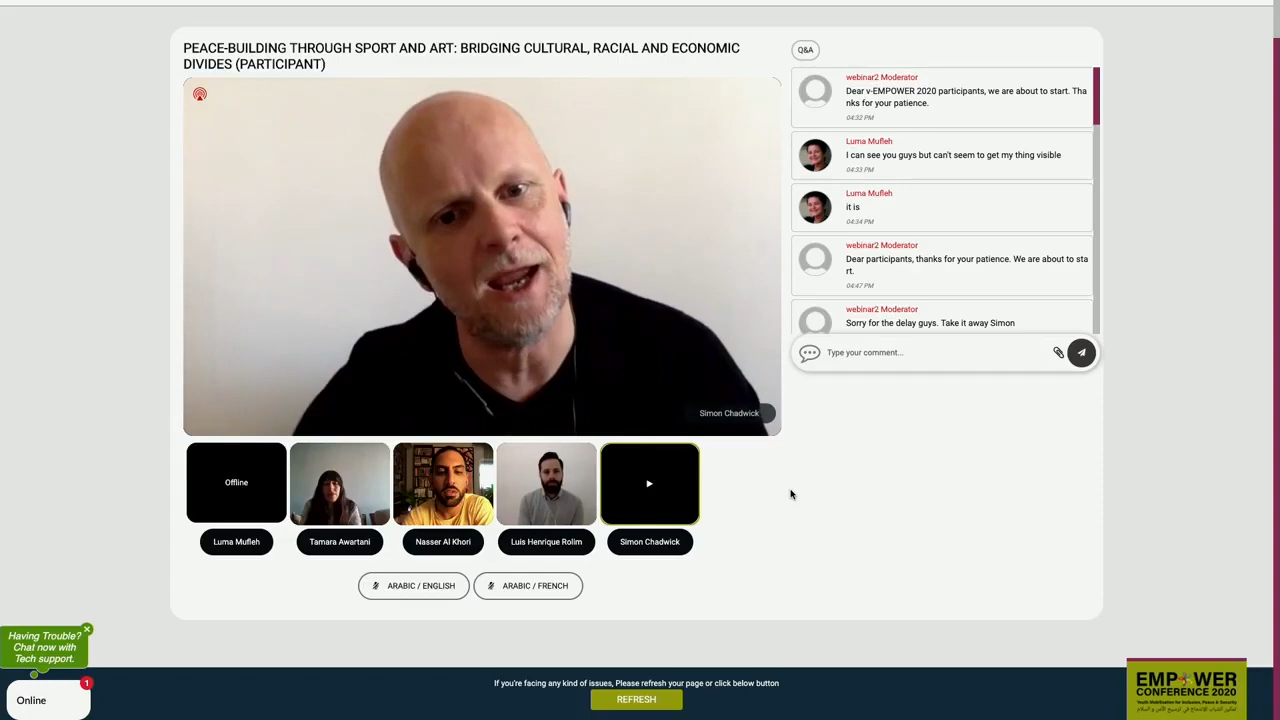 PEACE-BUILDING THROUGH SPORT AND ART: BRIDGING CULTURAL, RACIAL AND ECONOMIC
DIVIDES (PARTICIPANT)
Simon Chadwick
Offline
Luma Mufleh
Tamara Awartani
Nasser Al Khori
Luis Henrique Rolim
Simon Chadwick
ARABIC / ENGLISH
ARABIC / FRENCH
Q&A
webinar2 Moderator
Dear v-EMPOWER 2020 participants, we are about to start. Tha
nks for your patience.
04:32 PM
Luma Mufleh
I can see you guys but can't seem to get my thing visible
04:33 PM
Luma Mufleh
it is
04:34 PM
webinar2 Moderator
Dear participants, thanks for your patience. We are about to sta
rt.
04:47 PM
webinar2 Moderator
Sorry for the delay guys. Take it away Simon
Type your comment...
Having Trouble?
Chat now with
Tech support.
Online
1
If you're facing any kind of issues, Please refresh your page or click below button
REFRESH
EMPOWER
CONFERENCE 2020
Youth Mobilisation for Inclusion, Peace & Security